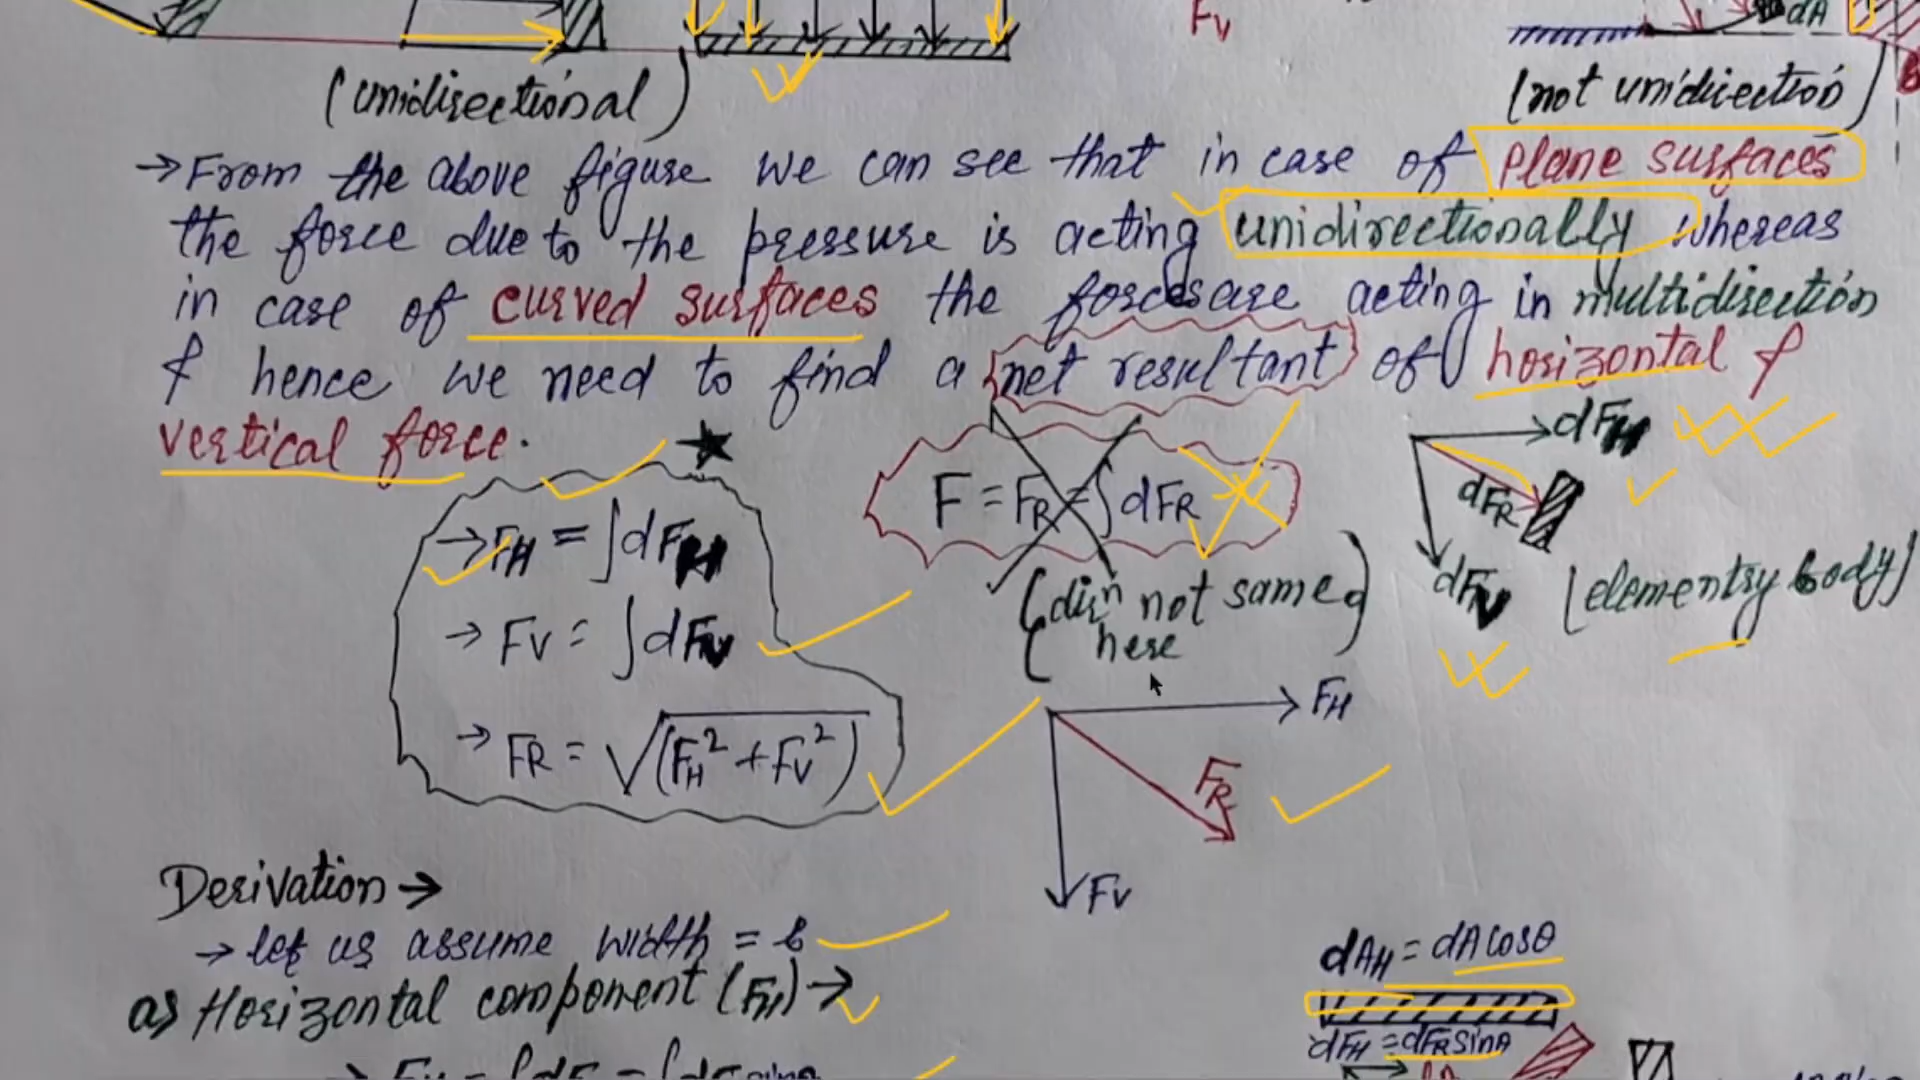 Fv
dA
(unidirectional)
(not unidirection)
→ From the above figure we can see that in case of plane surfaces
the force due to the pressure is acting unidirectionally whereas
in case of curved surfaces the forces are acting in multidirection
& hence we need to find a net resultant of horizontal &
vertical force.
→ FH = ∫dFH
→ Fv = ∫dFv
→ FR = √(FH² + Fv²)
F = FR = ∫dFR
(dirⁿ not same
here)
dFH
dFR
dFv
(elementry body)
FH
FR
Fv
Derivation →
→ let us assume width = b
a) Horizontal component (FH) →
dAH = dA cosθ
dFH = dFR sinθ